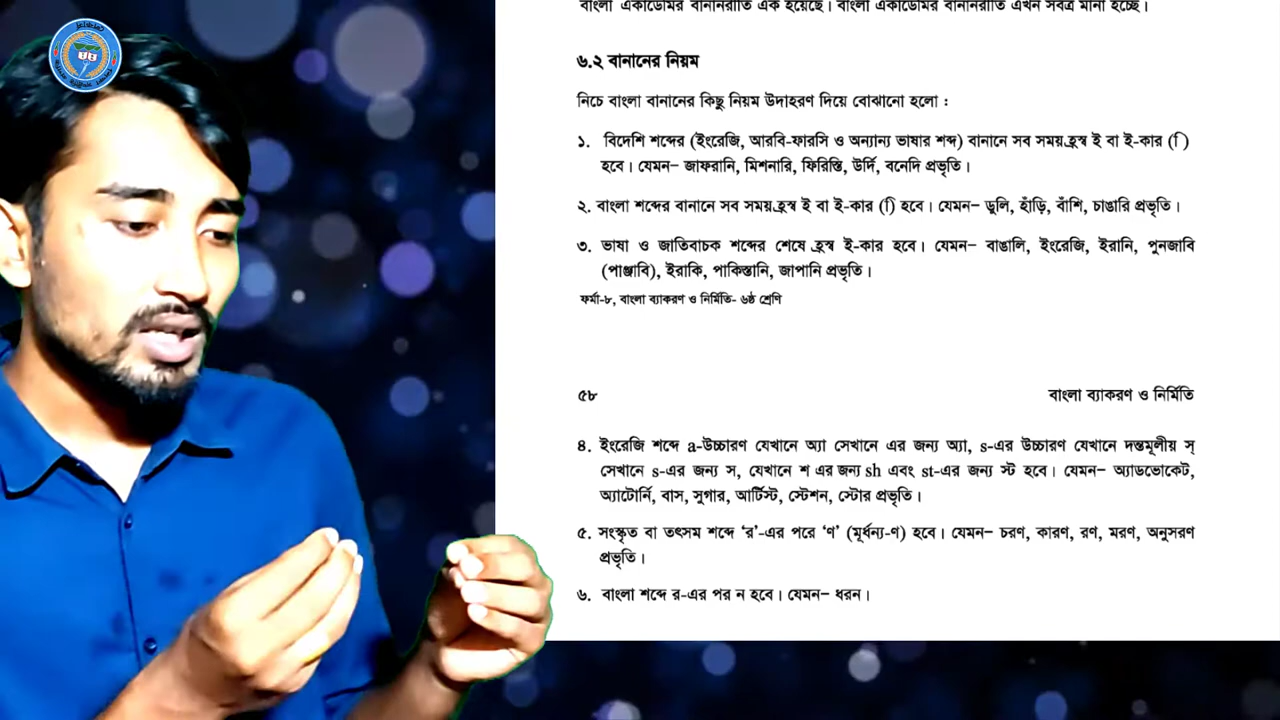 বাংলা একাডেমির বানানরীতি এক হয়েছে। বাংলা একাডেমির বানানরীতি এখন সর্বত্র মানা হচ্ছে।
৬.২ বানানের নিয়ম
নিচে বাংলা বানানের কিছু নিয়ম উদাহরণ দিয়ে বোঝানো হলো :
১. বিদেশি শব্দের (ইংরেজি, আরবি-ফারসি ও অন্যান্য ভাষার শব্দ) বানানে সব সময় হ্রস্ব ই বা ই-কার (ি)
হবে। যেমন– জাফরানি, মিশনারি, ফিরিস্তি, উর্দি, বনেদি প্রভৃতি।
২. বাংলা শব্দের বানানে সব সময় হ্রস্ব ই বা ই-কার (ি) হবে। যেমন– ডুলি, হাঁড়ি, বাঁশি, চাঙারি প্রভৃতি।
৩. ভাষা ও জাতিবাচক শব্দের শেষে হ্রস্ব ই-কার হবে। যেমন– বাঙালি, ইংরেজি, ইরানি, পুনজাবি
(পাঞ্জাবি), ইরাকি, পাকিস্তানি, জাপানি প্রভৃতি।
ফর্মা-৮, বাংলা ব্যাকরণ ও নির্মিতি- ৬ষ্ঠ শ্রেণি
৫৮ বাংলা ব্যাকরণ ও নির্মিতি
৪. ইংরেজি শব্দে a-উচ্চারণ যেখানে অ্যা সেখানে এর জন্য অ্যা, s-এর উচ্চারণ যেখানে দন্তমূলীয় স্
সেখানে s-এর জন্য স, যেখানে শ এর জন্য sh এবং st-এর জন্য স্ট হবে। যেমন– অ্যাডভোকেট,
অ্যাটোর্নি, বাস, সুগার, আর্টিস্ট, স্টেশন, স্টোর প্রভৃতি।
৫. সংস্কৃত বা তৎসম শব্দে ‘র’-এর পরে ‘ণ’ (মূর্ধন্য-ণ) হবে। যেমন– চরণ, কারণ, রণ, মরণ, অনুসরণ
প্রভৃতি।
৬. বাংলা শব্দে র-এর পর ন হবে। যেমন– ধরন।